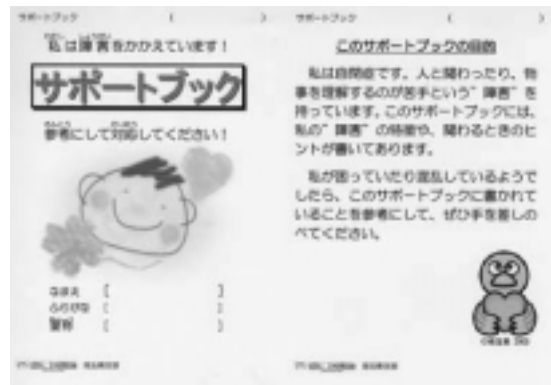 サポートブック ( )
私は障害をかかえています！
サポートブック
参考にして対応してください！
なまえ [ ]
ふりがな [ ]
サポートブック ( )
このサポートブックの目的
私は自閉症です。人と関わったり、物
事を理解するのが苦手という"障害"を
持っています。このサポートブックには、
私の"障害"の特徴や、関わるときのヒ
ントが書いてあります。
私が困っていたり混乱しているようで
したら、このサポートブックに書かれて
いることを参考にして、ぜひ手を差しの
べてください。